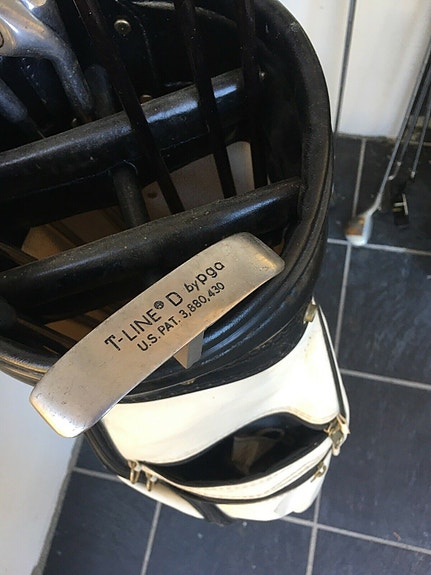 T-LINE® D by pga
U.S. PAT. 3,880,430